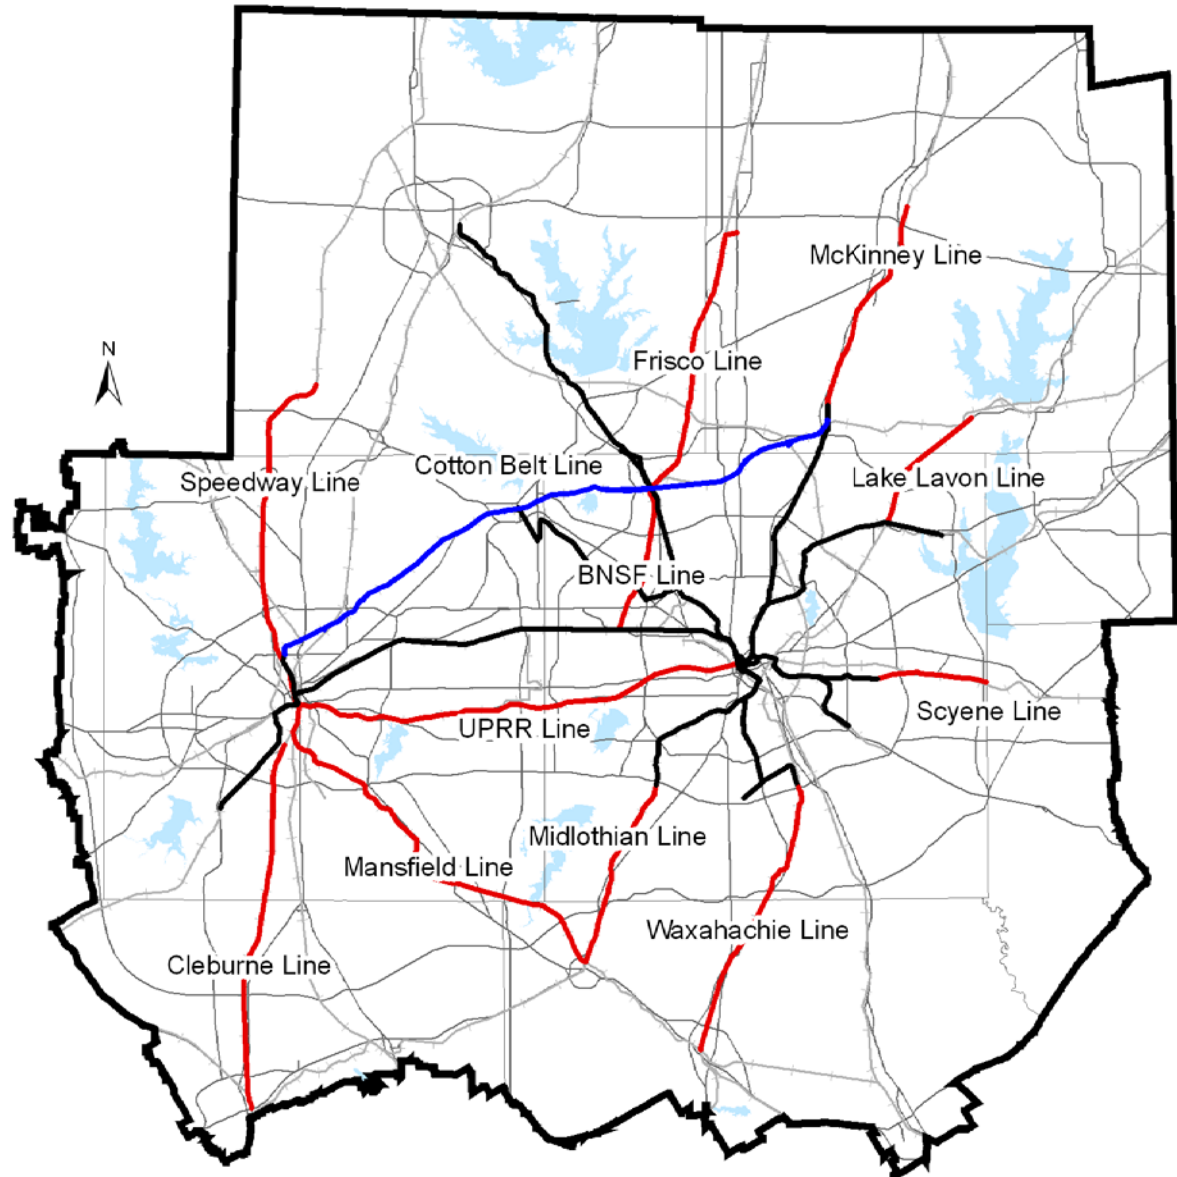 McKinney Line
N
Frisco Line
Cotton Belt Line
Speedway Line
Lake Lavon Line
BNSF Line
Scyene Line
UPRR Line
Midlothian Line
Mansfield Line
Waxahachie Line
Cleburne Line